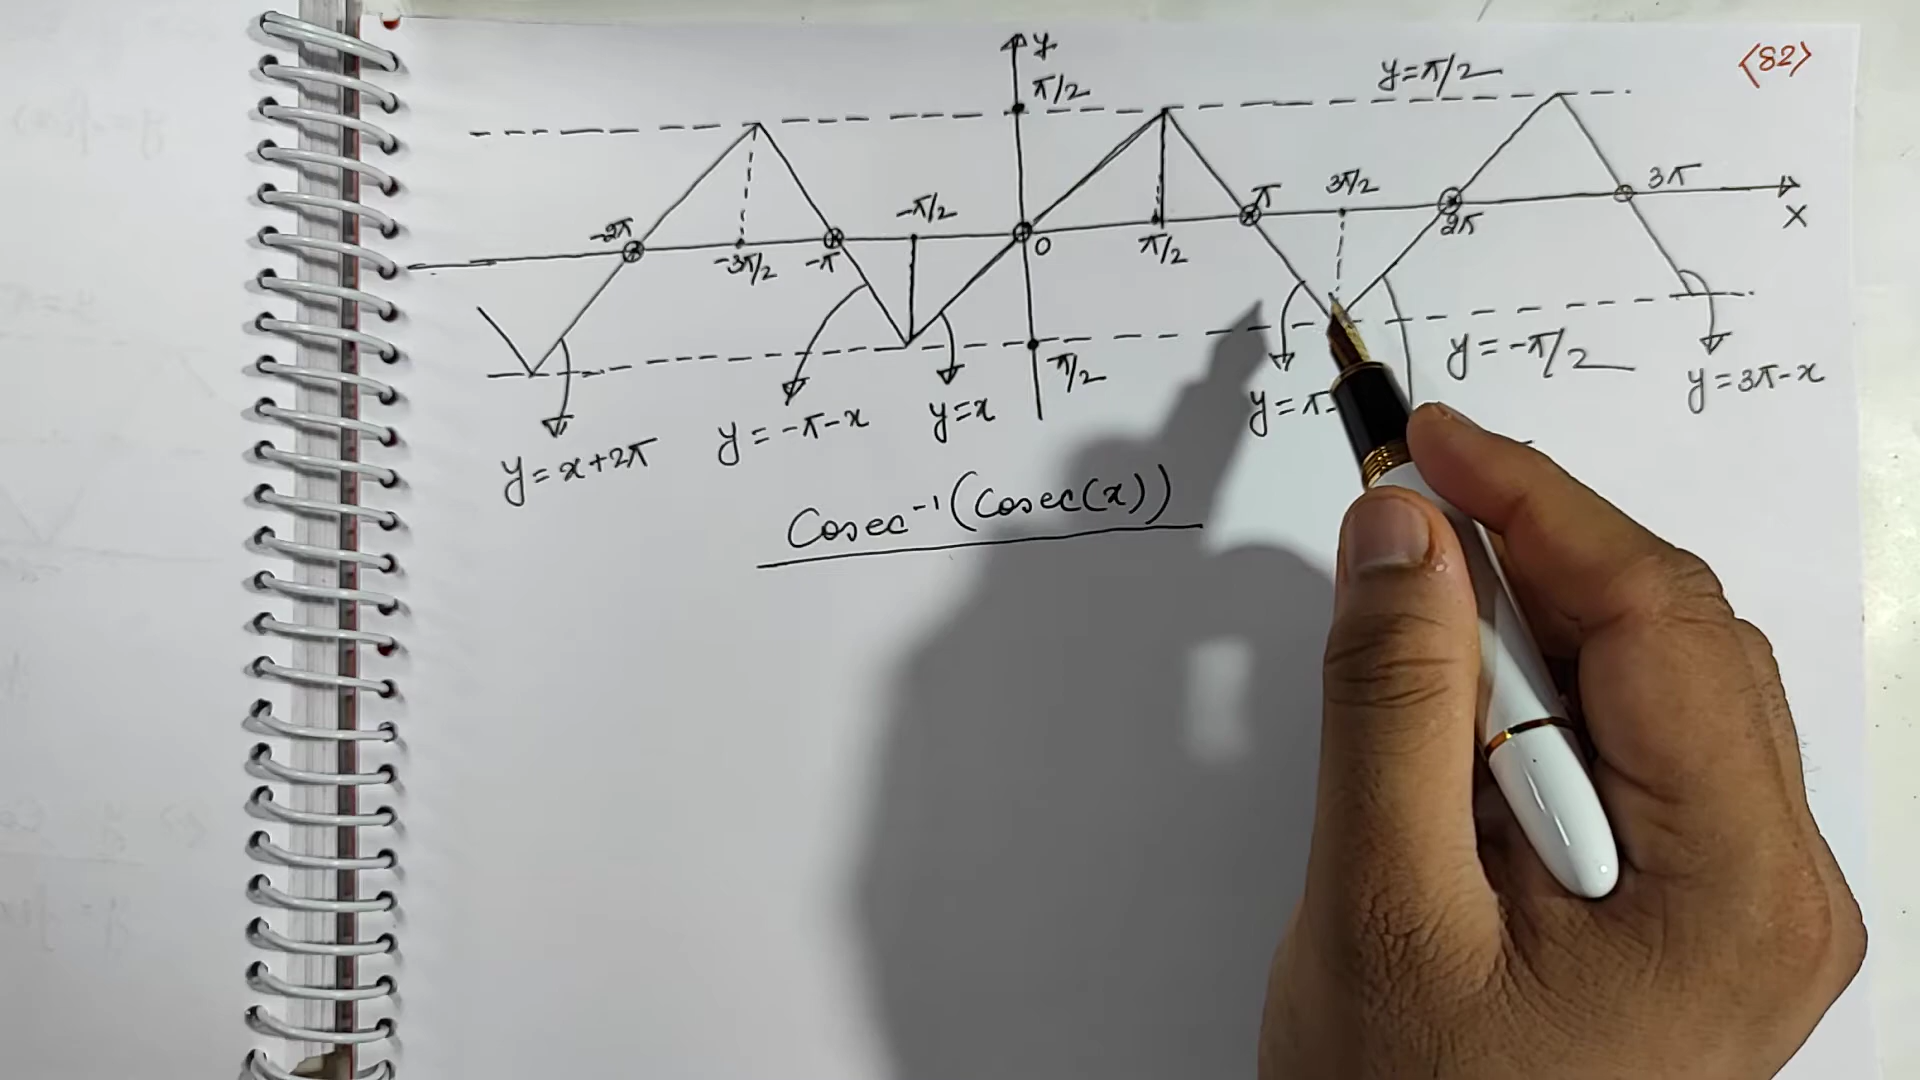 ⟨82⟩
y
π/2
y=π/2
-2π
-3π/2
-π
-π/2
0
π/2
π
3π/2
2π
3π
X
π/2
y=x+2π
y=-π-x
y=x
y=π-
y=-π/2
y=3π-x
Cosec⁻¹(Cosec(x))